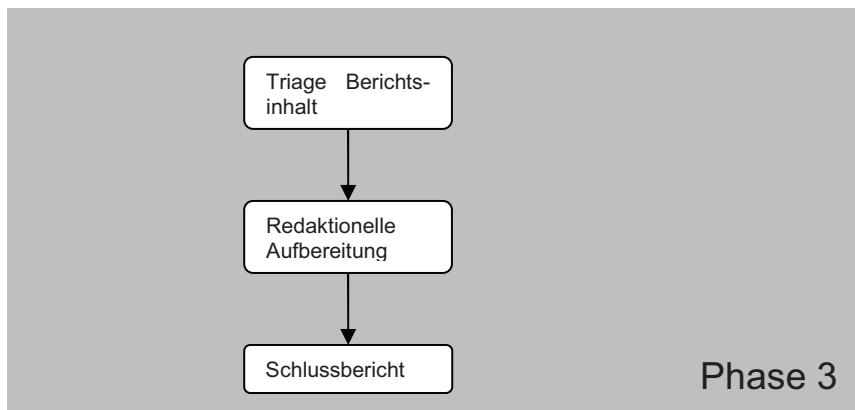 Triage Berichts-
inhalt
Redaktionelle
Aufbereitung
Schlussbericht
Phase 3